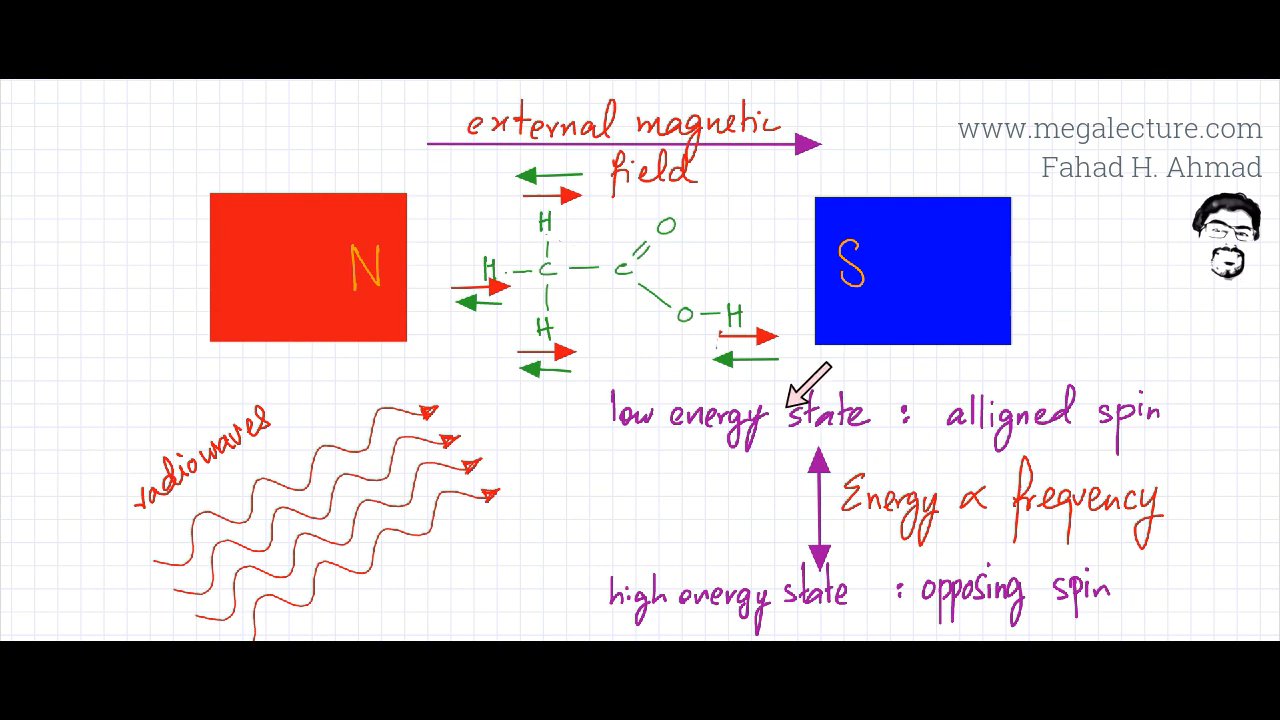 external magnetic
field
www.megalecture.com
Fahad H. Ahmad
N
S
H
H - C - C = O
H
O - H
radiowaves
low energy state : alligned spin
Energy ∝ frequency
high energy state : opposing spin